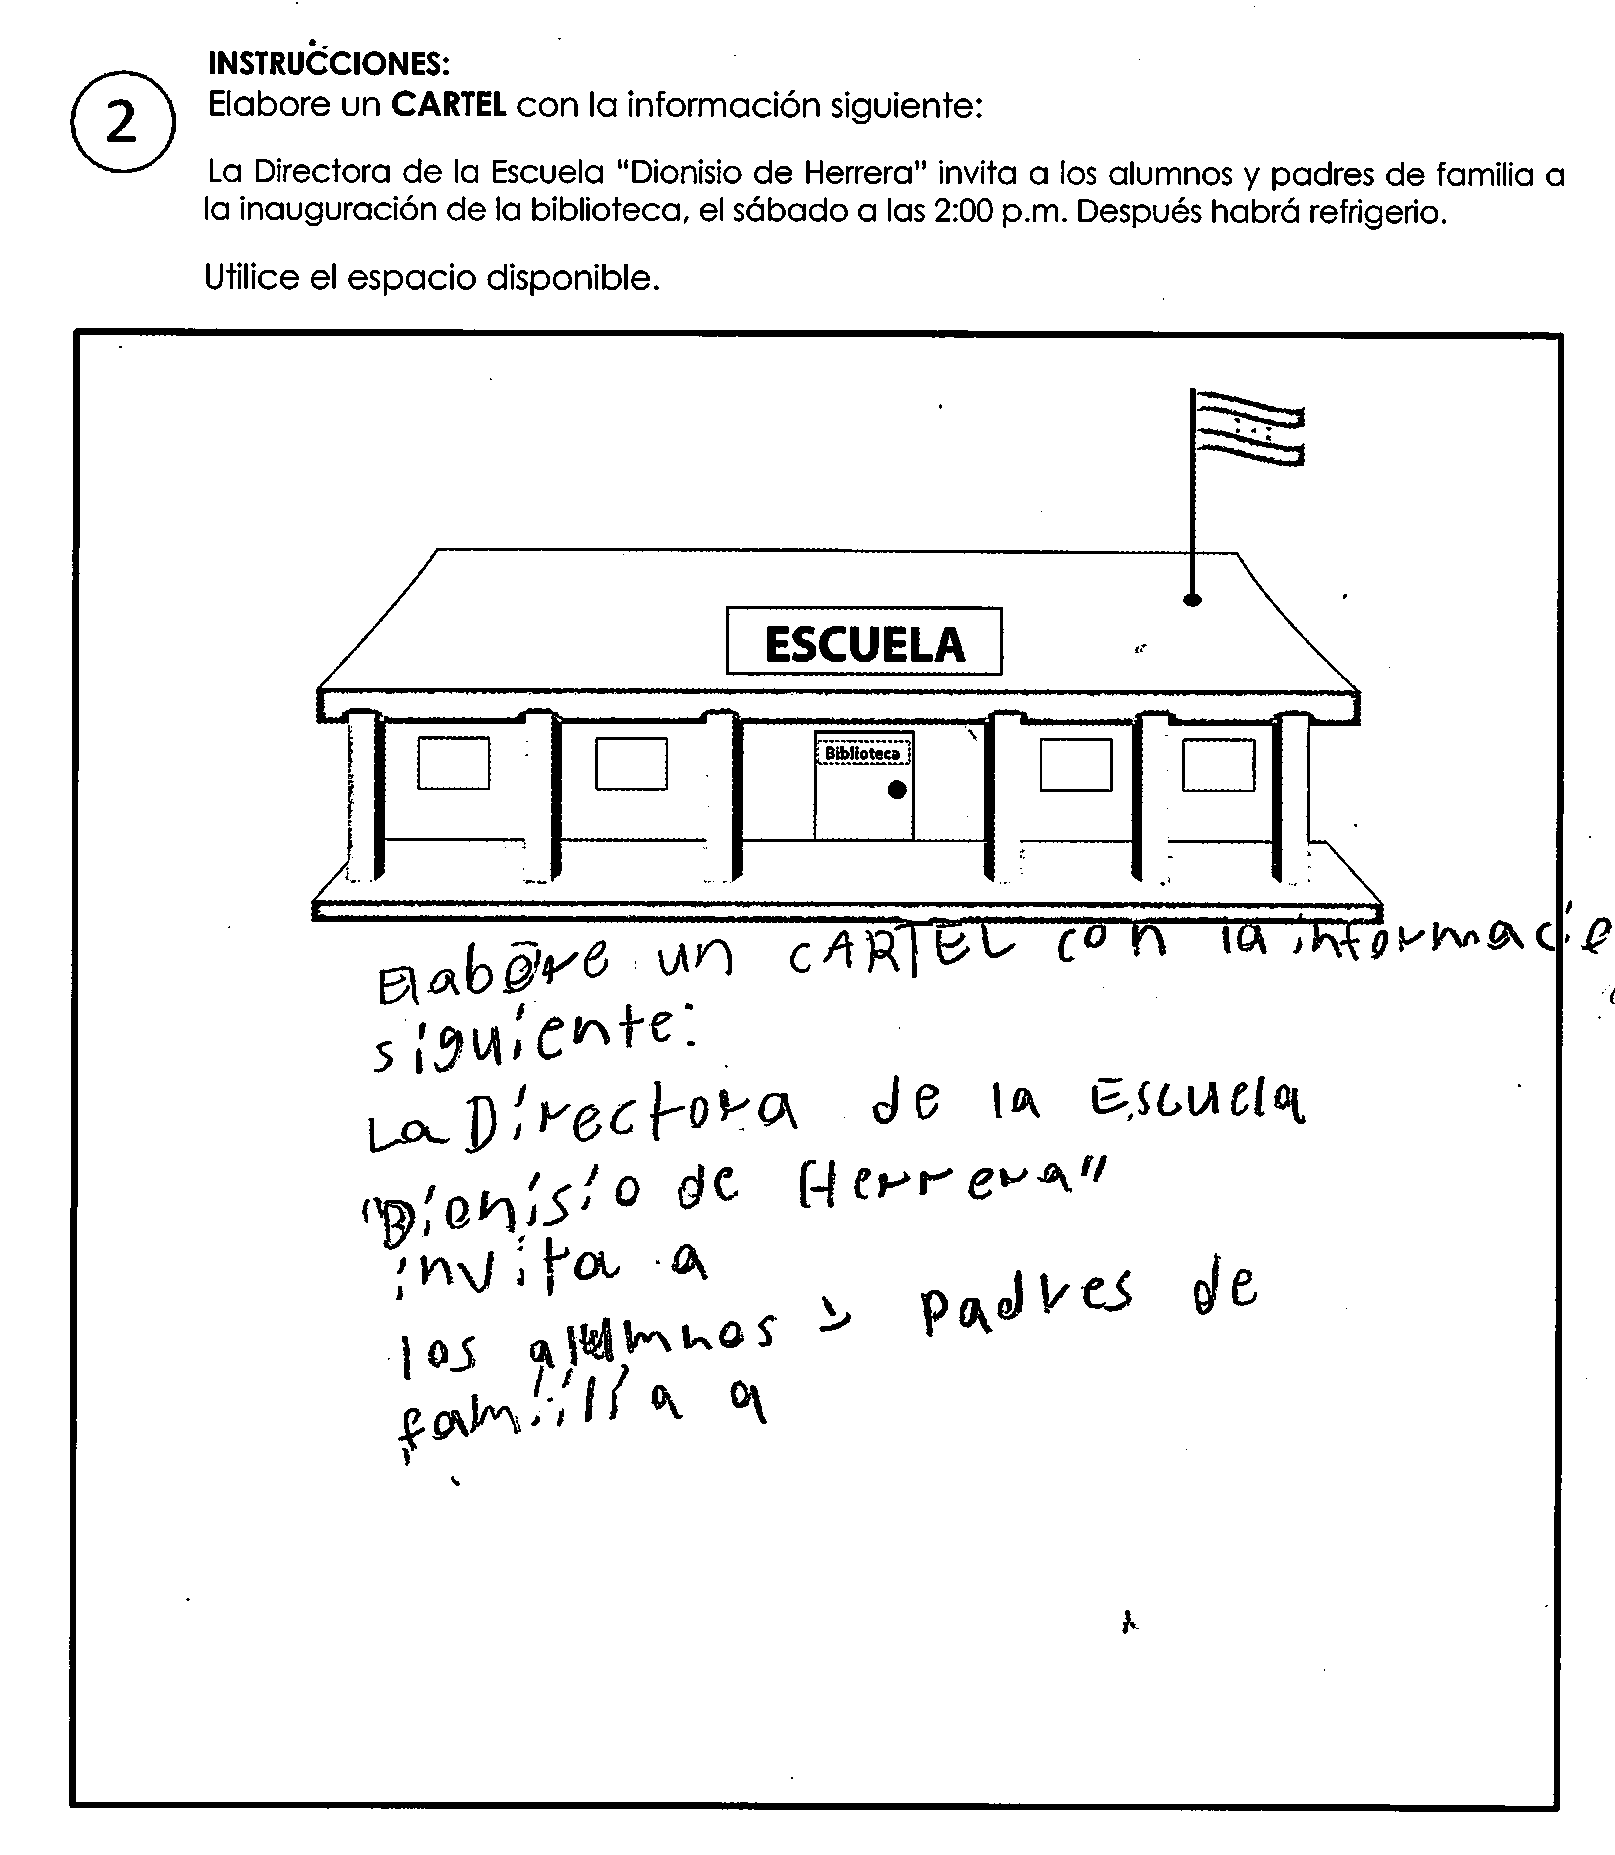 INSTRUCCIONES:
2
Elabore un CARTEL con la información siguiente:
La Directora de la Escuela "Dionisio de Herrera" invita a los alumnos y padres de familia a
la inauguración de la biblioteca, el sábado a las 2:00 p.m. Después habrá refrigerio.
Utilice el espacio disponible.
ESCUELA
Biblioteca
Elabore un CARTEL con la informacie
siguiente:
La Directora de la Escuela
"Dionisio de Herrera"
invita a
los alumnos y padres de
familia a